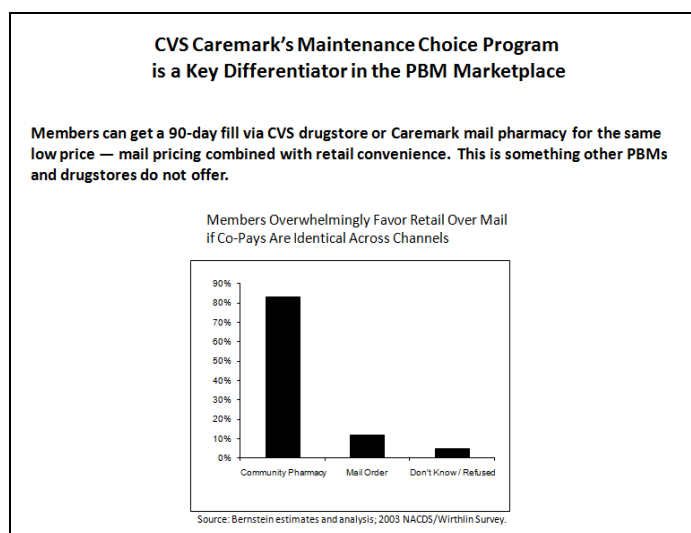 CVS Caremark's Maintenance Choice Program
is a Key Differentiator in the PBM Marketplace
Members can get a 90-day fill via CVS drugstore or Caremark mail pharmacy for the same
low price — mail pricing combined with retail convenience. This is something other PBMs
and drugstores do not offer.
Members Overwhelmingly Favor Retail Over Mail
if Co-Pays Are Identical Across Channels
90%
80%
70%
60%
50%
40%
30%
20%
10%
0%
Community Pharmacy Mail Order Don't Know / Refused
Source: Bernstein estimates and analysis; 2003 NACDS/Wirthlin Survey.